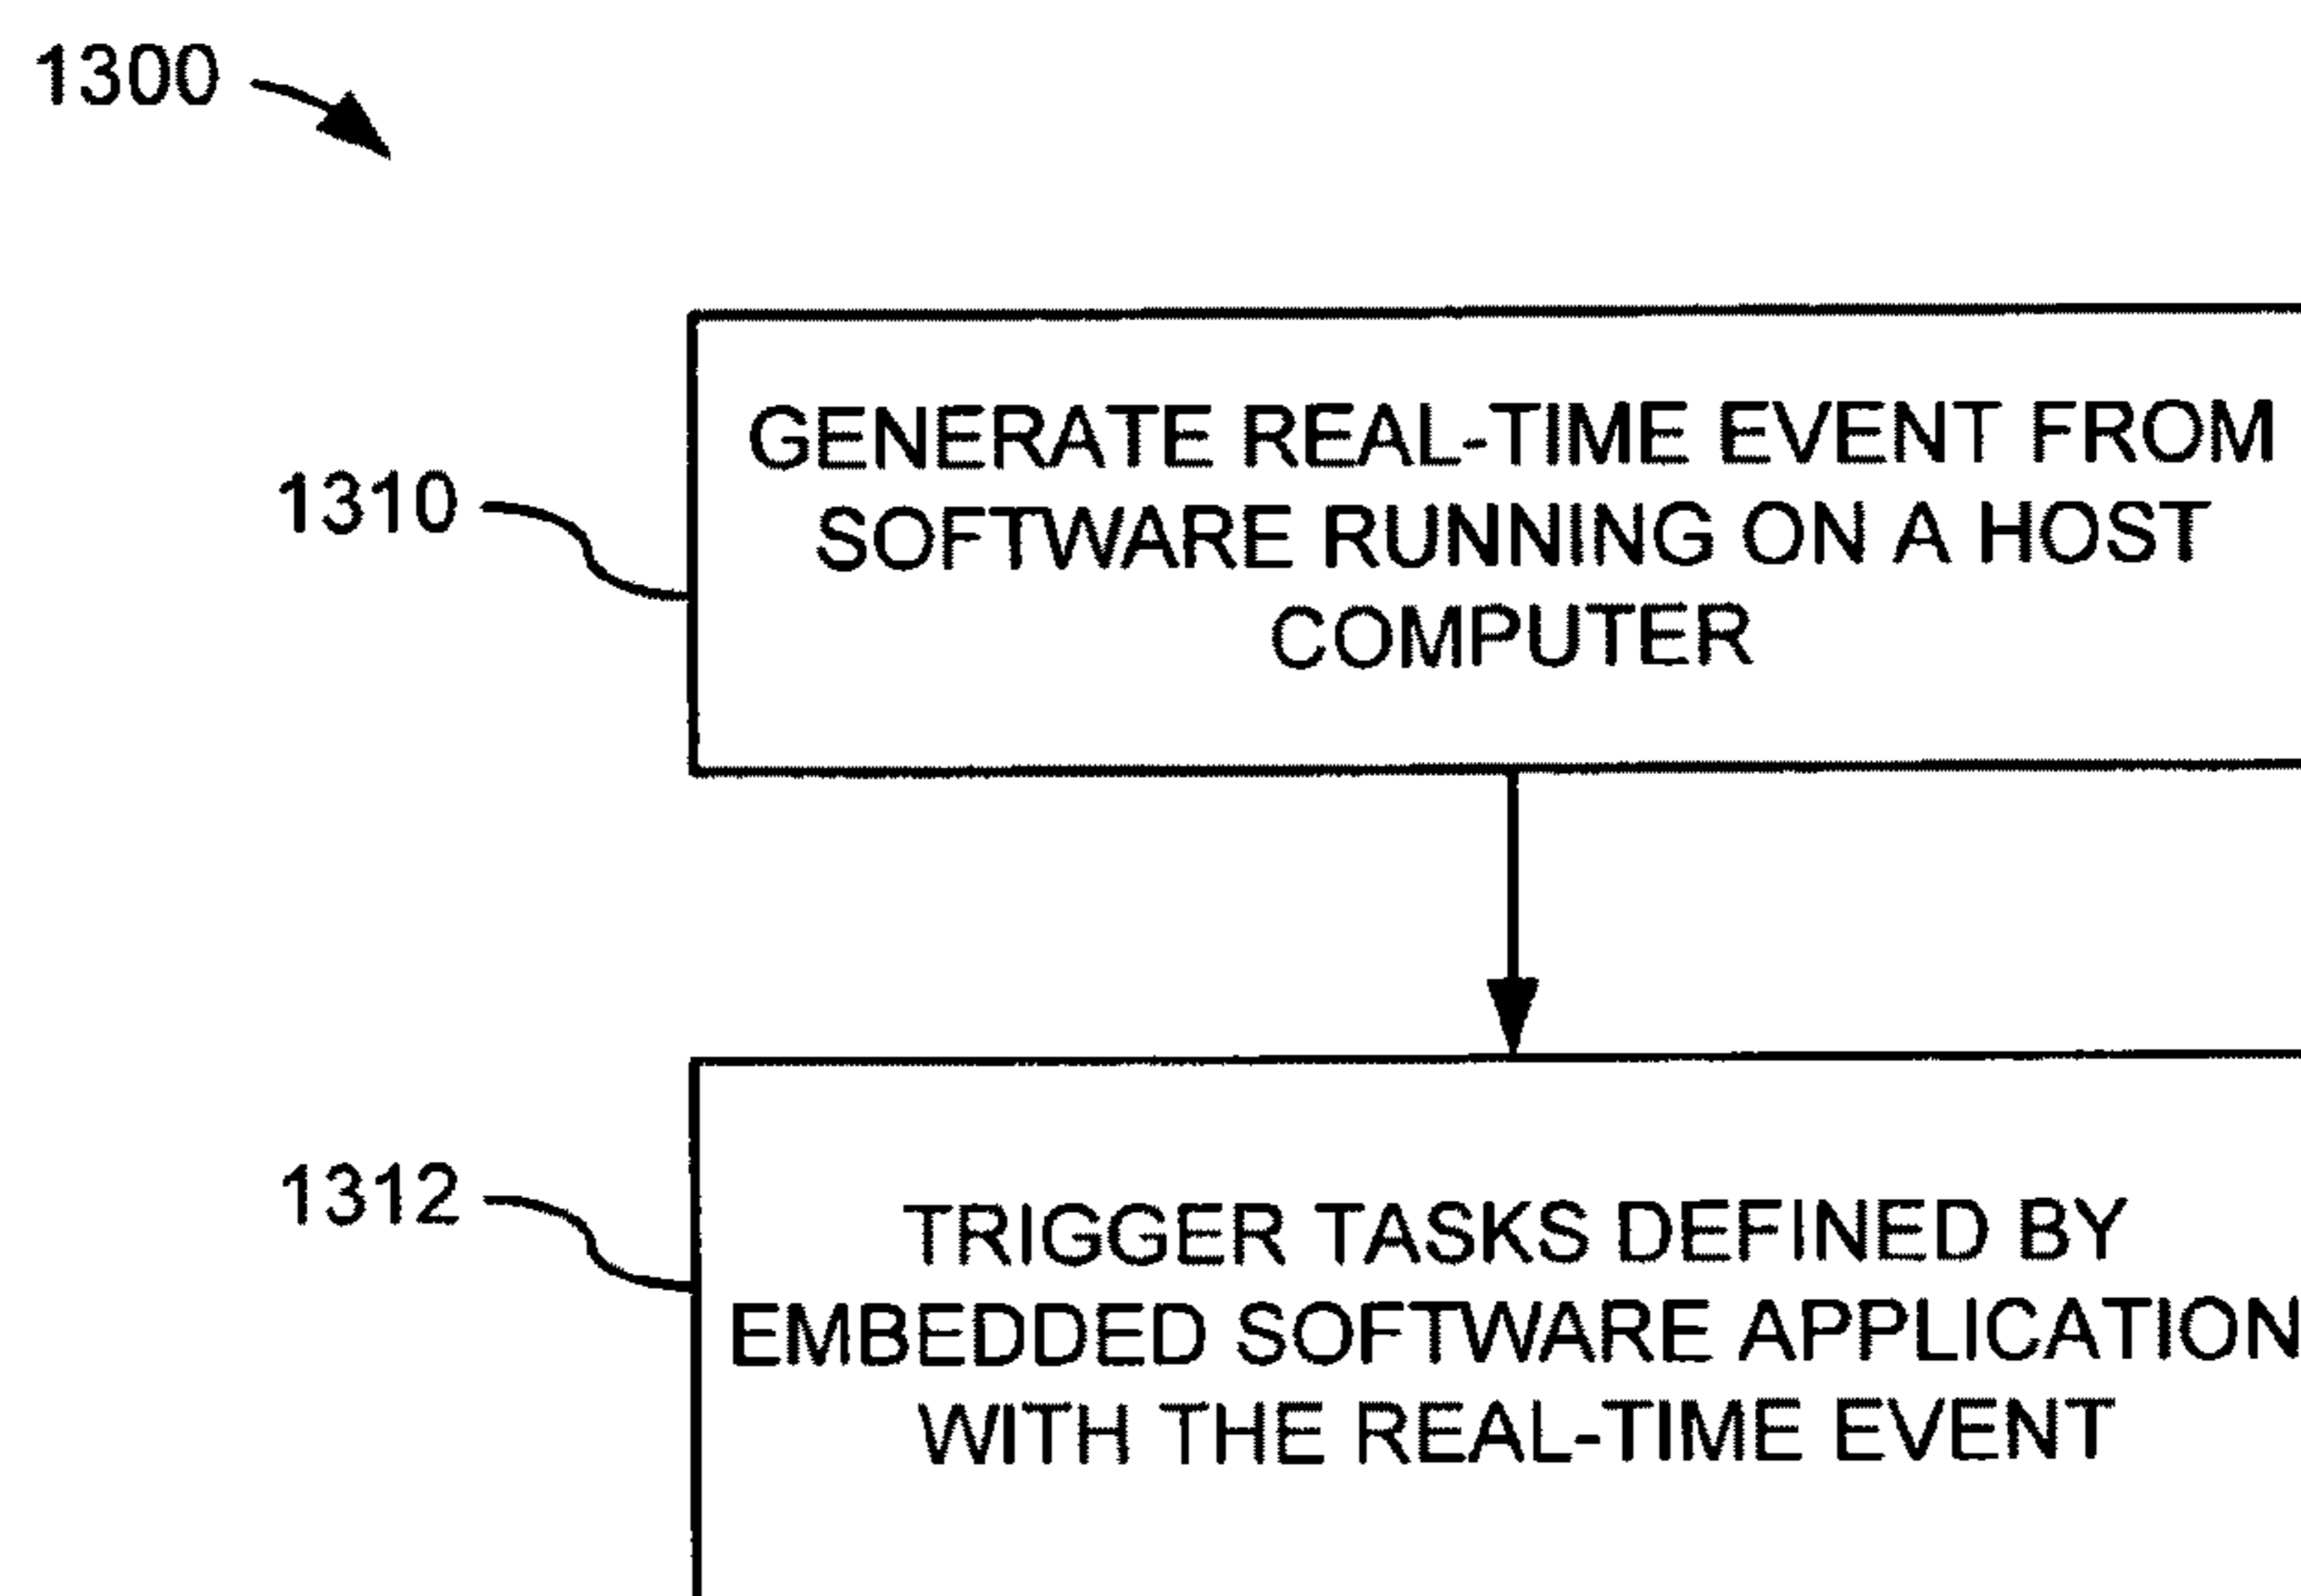 1300
GENERATE REAL-TIME EVENT FROM
1310
SOFTWARE RUNNING ON A HOST
COMPUTER
1312
TRIGGER TASKS DEFINED BY
EMBEDDED SOFTWARE APPLICATION
WITH THE REAL-TIME EVENT